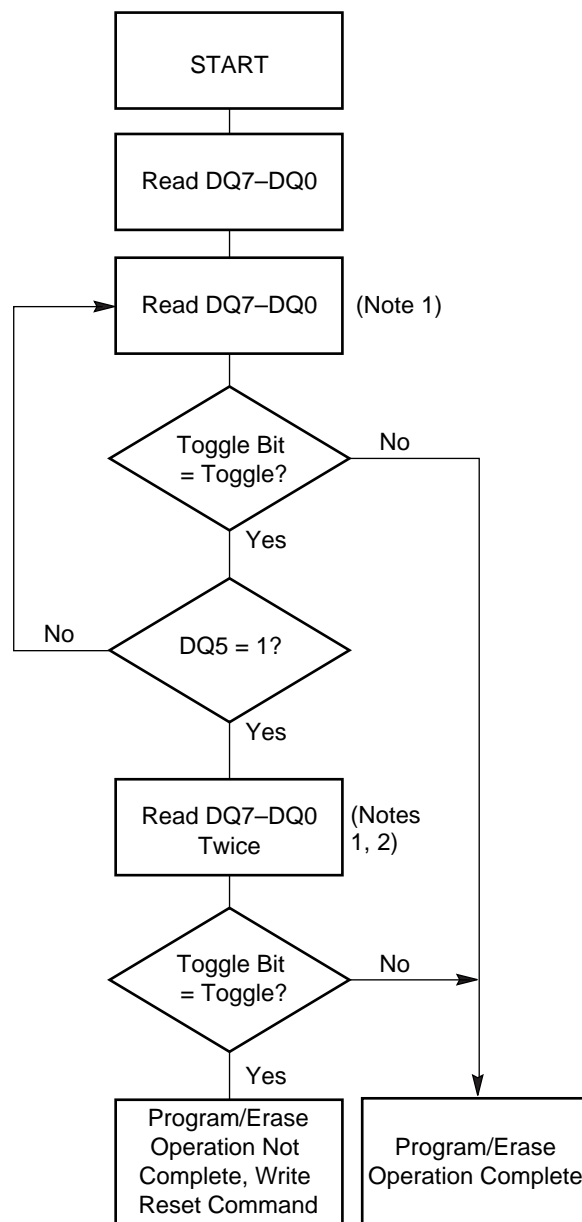 START
Read DQ7–DQ0
Read DQ7–DQ0
(Note 1)
Toggle Bit
= Toggle?
No
Yes
No
DQ5 = 1?
Yes
Read DQ7–DQ0
Twice
(Notes
1, 2)
Toggle Bit
= Toggle?
No
Yes
Program/Erase
Operation Not
Complete, Write
Reset Command
Program/Erase
Operation Complete